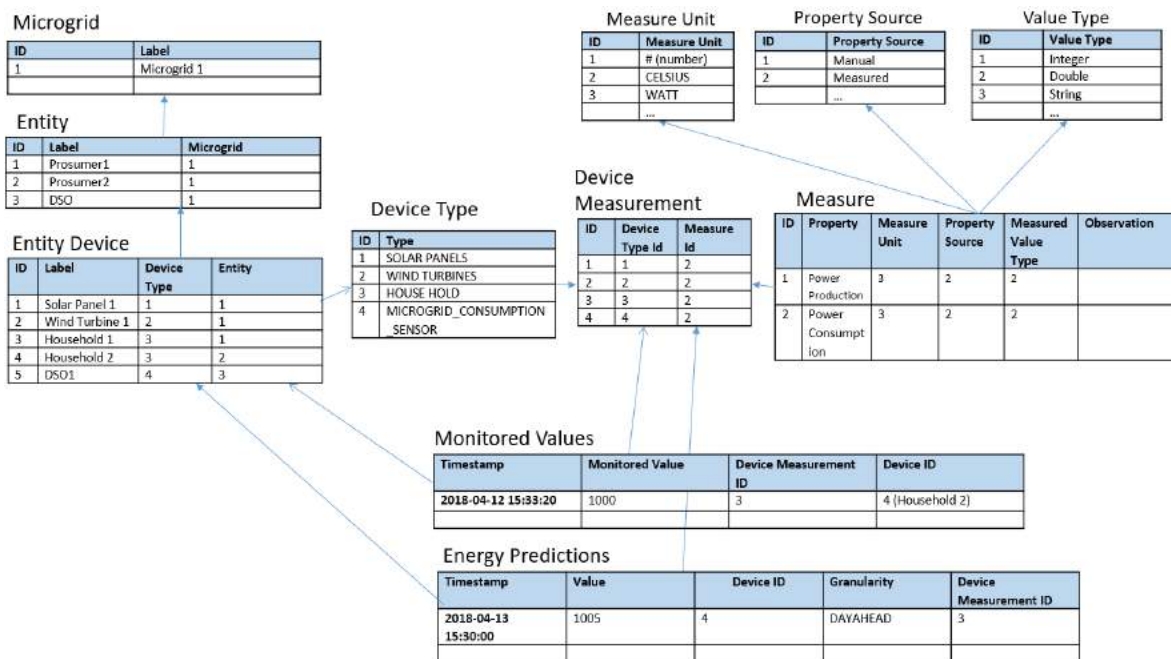 Microgrid
ID Label
1 Microgrid 1
Entity
ID Label Microgrid
1 Prosumer1 1
2 Prosumer2 1
3 DSO 1
Entity Device
ID Label Device Type Entity
1 Solar Panel 1 1 1
2 Wind Turbine 1 2 1
3 Household 1 3 1
4 Household 2 3 2
5 DSO1 4 3
Device Type
ID Type
1 SOLAR PANELS
2 WIND TURBINES
3 HOUSE HOLD
4 MICROGRID_CONSUMPTION
_SENSOR
Measure Unit
ID Measure Unit
1 # (number)
2 CELSIUS
3 WATT
...
Property Source
ID Property Source
1 Manual
2 Measured
...
Value Type
ID Value Type
1 Integer
2 Double
3 String
...
Device
Measurement
ID Device Type Id Measure Id
1 1 2
2 2 2
3 3 2
4 4 2
Measure
ID Property Measure Unit Property Source Measured Value Type Observation
1 Power Production 3 2 2
2 Power Consumpt
ion 3 2 2
Monitored Values
Timestamp Monitored Value Device Measurement ID Device ID
2018-04-12 15:33:20 1000 3 4 (Household 2)
Energy Predictions
Timestamp Value Device ID Granularity Device Measurement ID
2018-04-13 15:30:00 1005 4 DAYAHEAD 3